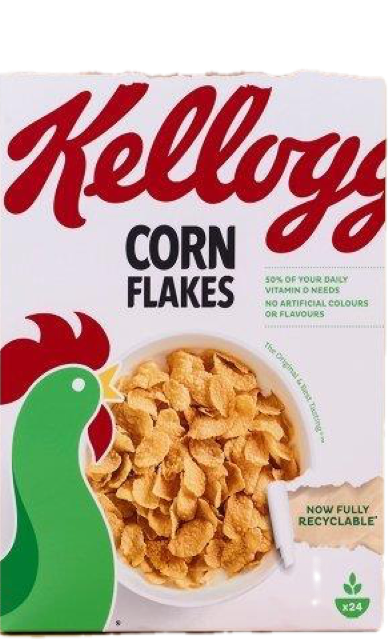 Kellogg
CORN
FLAKES
50% OF YOUR DAILY
VITAMIN D NEEDS
NO ARTIFICIAL COLOURS
OR FLAVOURS
The Original & Best Tasting™
NOW FULLY
RECYCLABLE*
x24
®